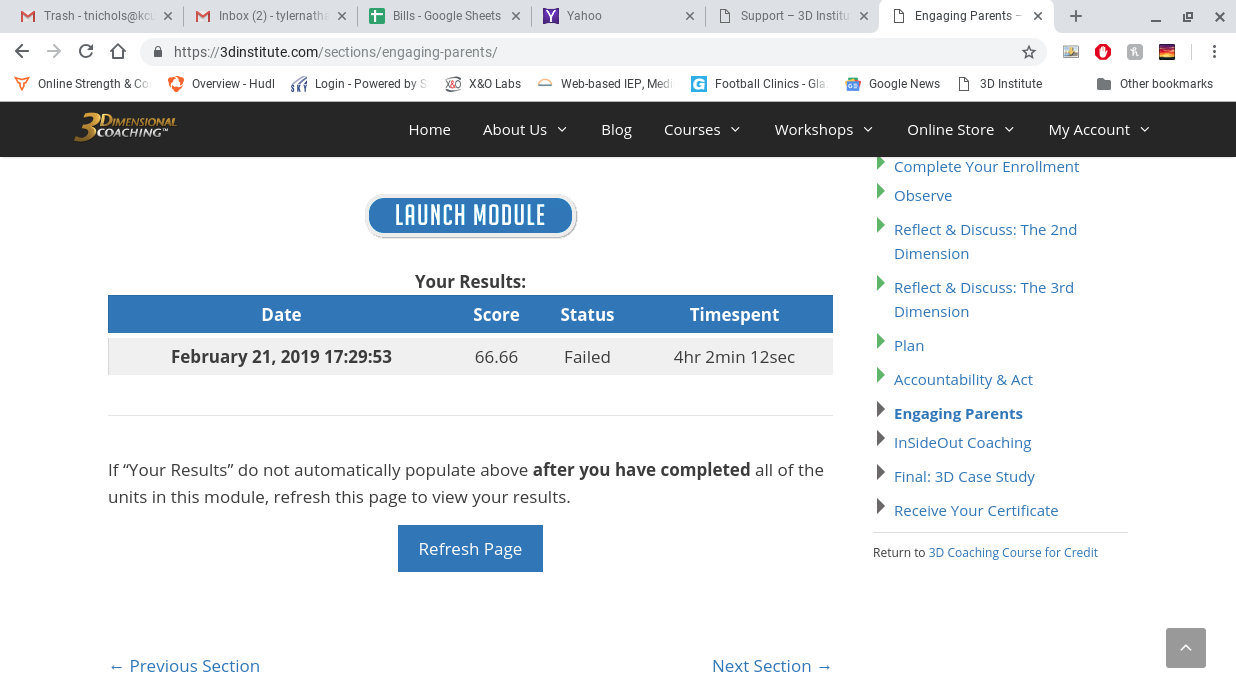 Trash - tnichols@kcu
Inbox (2) - tylernatha
Bills - Google Sheets
Yahoo
Support – 3D Institu
Engaging Parents –
https://3dinstitute.com/sections/engaging-parents/
Online Strength & Co
Overview - Hudl
Login - Powered by S
X&O Labs
Web-based IEP, Medi
Football Clinics - Gla
Google News
3D Institute
Other bookmarks
3DIMENSIONAL
COACHING™
Home
About Us
Blog
Courses
Workshops
Online Store
My Account
LAUNCH MODULE
Your Results:
Date Score Status Timespent
February 21, 2019 17:29:53 66.66 Failed 4hr 2min 12sec
If “Your Results” do not automatically populate above after you have completed all of the
units in this module, refresh this page to view your results.
Refresh Page
← Previous Section
Next Section →
Complete Your Enrollment
Observe
Reflect & Discuss: The 2nd
Dimension
Reflect & Discuss: The 3rd
Dimension
Plan
Accountability & Act
Engaging Parents
InSideOut Coaching
Final: 3D Case Study
Receive Your Certificate
Return to 3D Coaching Course for Credit